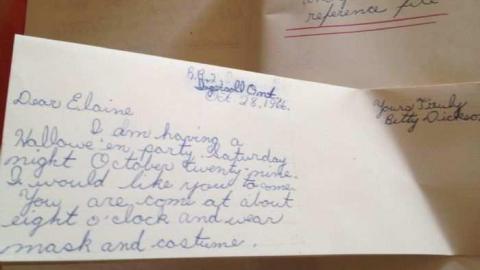 reference file
R.R.2
Ingersoll Ont.
Oct. 28, 1966.
Dear Elaine
I am having a
Hallowe'en party Saturday
night October twenty-nine.
I would like you to come.
You are come at about
eight o'clock and wear
mask and costume.
Yours Truly
Betty Dickson